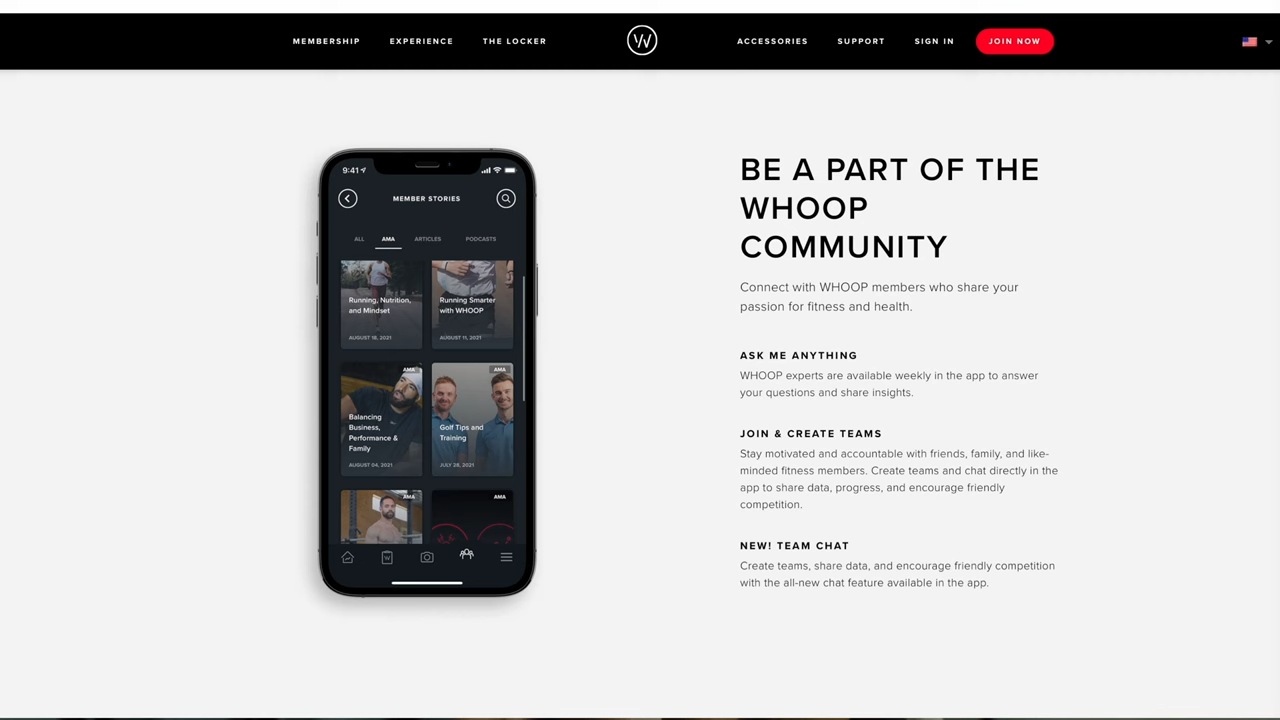 MEMBERSHIP EXPERIENCE THE LOCKER W ACCESSORIES SUPPORT SIGN IN JOIN NOW
9:41
MEMBER STORIES
ALL AMA ARTICLES PODCASTS
Running, Nutrition,
and Mindset
AUGUST 18, 2021
Running Smarter
with WHOOP
AUGUST 11, 2021
AMA
Balancing
Business,
Performance &
Family
AUGUST 04, 2021
AMA
Golf Tips and
Training
JULY 28, 2021
AMA
AMA
W
BE A PART OF THE
WHOOP
COMMUNITY
Connect with WHOOP members who share your
passion for fitness and health.
ASK ME ANYTHING
WHOOP experts are available weekly in the app to answer
your questions and share insights.
JOIN & CREATE TEAMS
Stay motivated and accountable with friends, family, and like-
minded fitness members. Create teams and chat directly in the
app to share data, progress, and encourage friendly
competition.
NEW! TEAM CHAT
Create teams, share data, and encourage friendly competition
with the all-new chat feature available in the app.